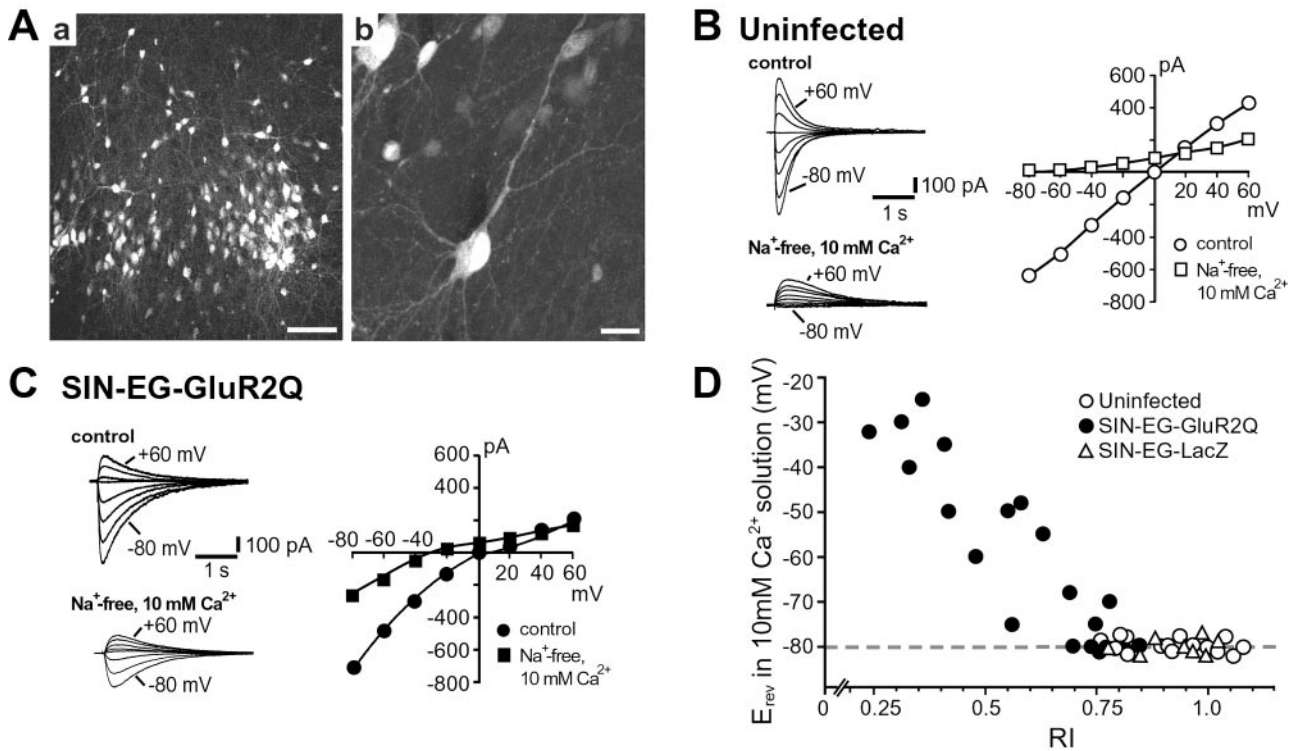 A
a
b
B Uninfected
control
+60 mV
-80 mV
100 pA
1 s
Na⁺-free, 10 mM Ca²⁺
+60 mV
-80 mV
pA
600
400
-80 -60 -40 -20
20 40 60
mV
-400
-600
-800
control
Na⁺-free,
10 mM Ca²⁺
C SIN-EG-GluR2Q
control
+60 mV
-80 mV
100 pA
1 s
Na⁺-free, 10 mM Ca²⁺
+60 mV
-80 mV
pA
600
400
-80 -60 -40
20 40 60
mV
-400
-600
-800
control
Na⁺-free,
10 mM Ca²⁺
D
E_rev in 10mM Ca²⁺ solution (mV)
-20
-30
-40
-50
-60
-70
-80
Uninfected
SIN-EG-GluR2Q
SIN-EG-LacZ
0 0.25 0.5 0.75 1.0
RI